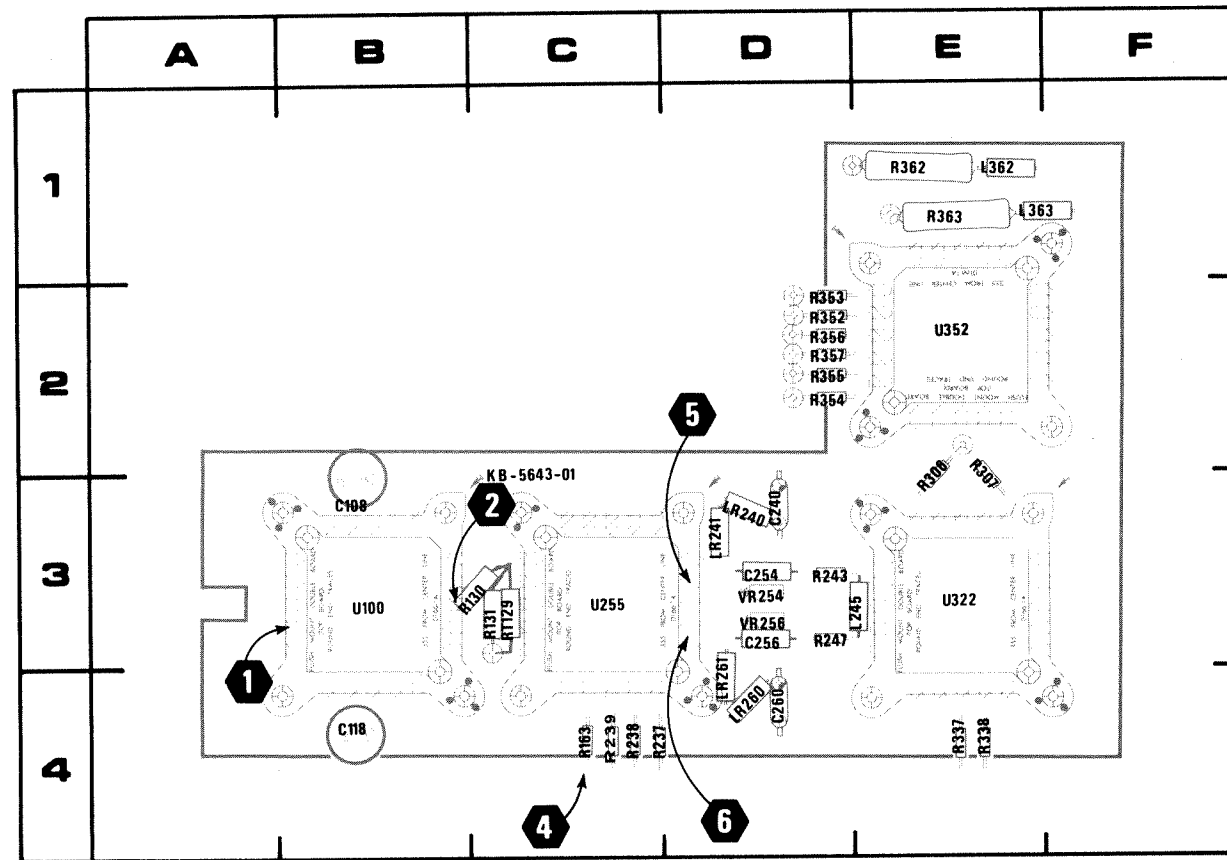 A B C D E F
1
R362 L362
R363 L363
2
R353
R352
R356
R357
R355
R354
U352
5
KB-5643-01
R306 R307
3
C108
2
LR241 LR240 C240
R130
R131
RT129
U100
U255
C254
VR254
VR256
C256
R243
R247
L245
U322
1
LR261 LR260 C260
4
C118
R163 R239 R238 R237
R337 R338
4
6